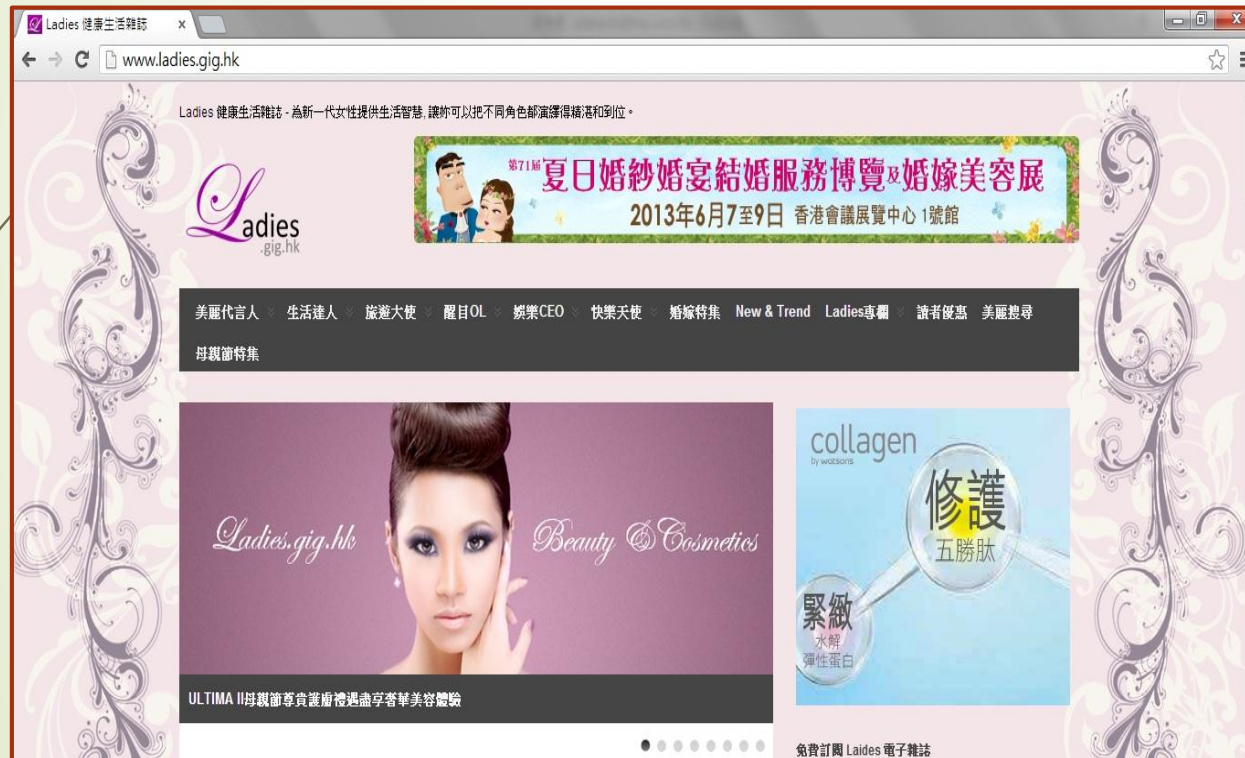 Ladies 健康生活雜誌
www.ladies.gig.hk
Ladies 健康生活雜誌 - 為新一代女性提供生活智慧, 讓妳可以把不同角色都演繹得精湛和到位。
Ladies
.gig.hk
第71屆 夏日婚紗婚宴結婚服務博覽及婚嫁美容展
2013年6月7至9日 香港會議展覽中心 1號館
美麗代言人 生活達人 旅遊大使 醒目OL 娛樂CEO 快樂天使 婚嫁特集 New & Trend Ladies專欄 讀者優惠 美麗搜尋
母親節特集
Ladies.gig.hk Beauty & Cosmetics
ULTIMA II母親節尊貴護膚禮遇盡享奢華美容體驗
collagen
by watsons
修護
五勝肽
緊緻
水解
彈性蛋白
免費訂閱 Laides 電子雜誌